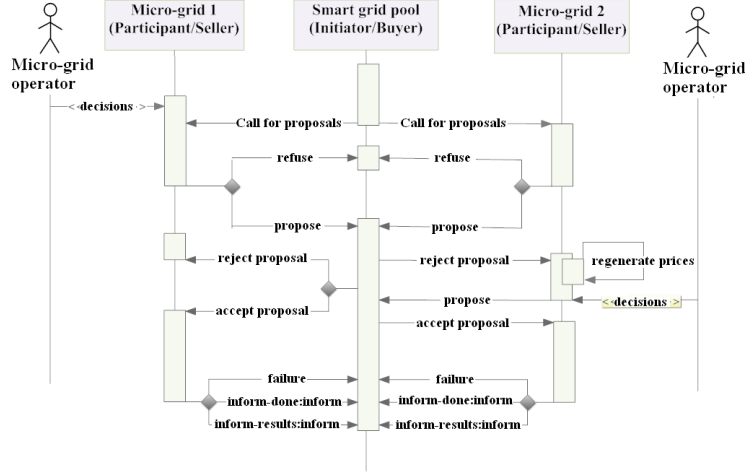 Micro-grid 1
(Participant/Seller)
Smart grid pool
(Initiator/Buyer)
Micro-grid 2
(Participant/Seller)
Micro-grid
operator
Micro-grid
operator
< decisions >
Call for proposals
Call for proposals
refuse
refuse
propose
propose
reject proposal
reject proposal
regenerate prices
propose
< decisions >
accept proposal
accept proposal
failure
failure
inform-done:inform
inform-done:inform
inform-results:inform
inform-results:inform